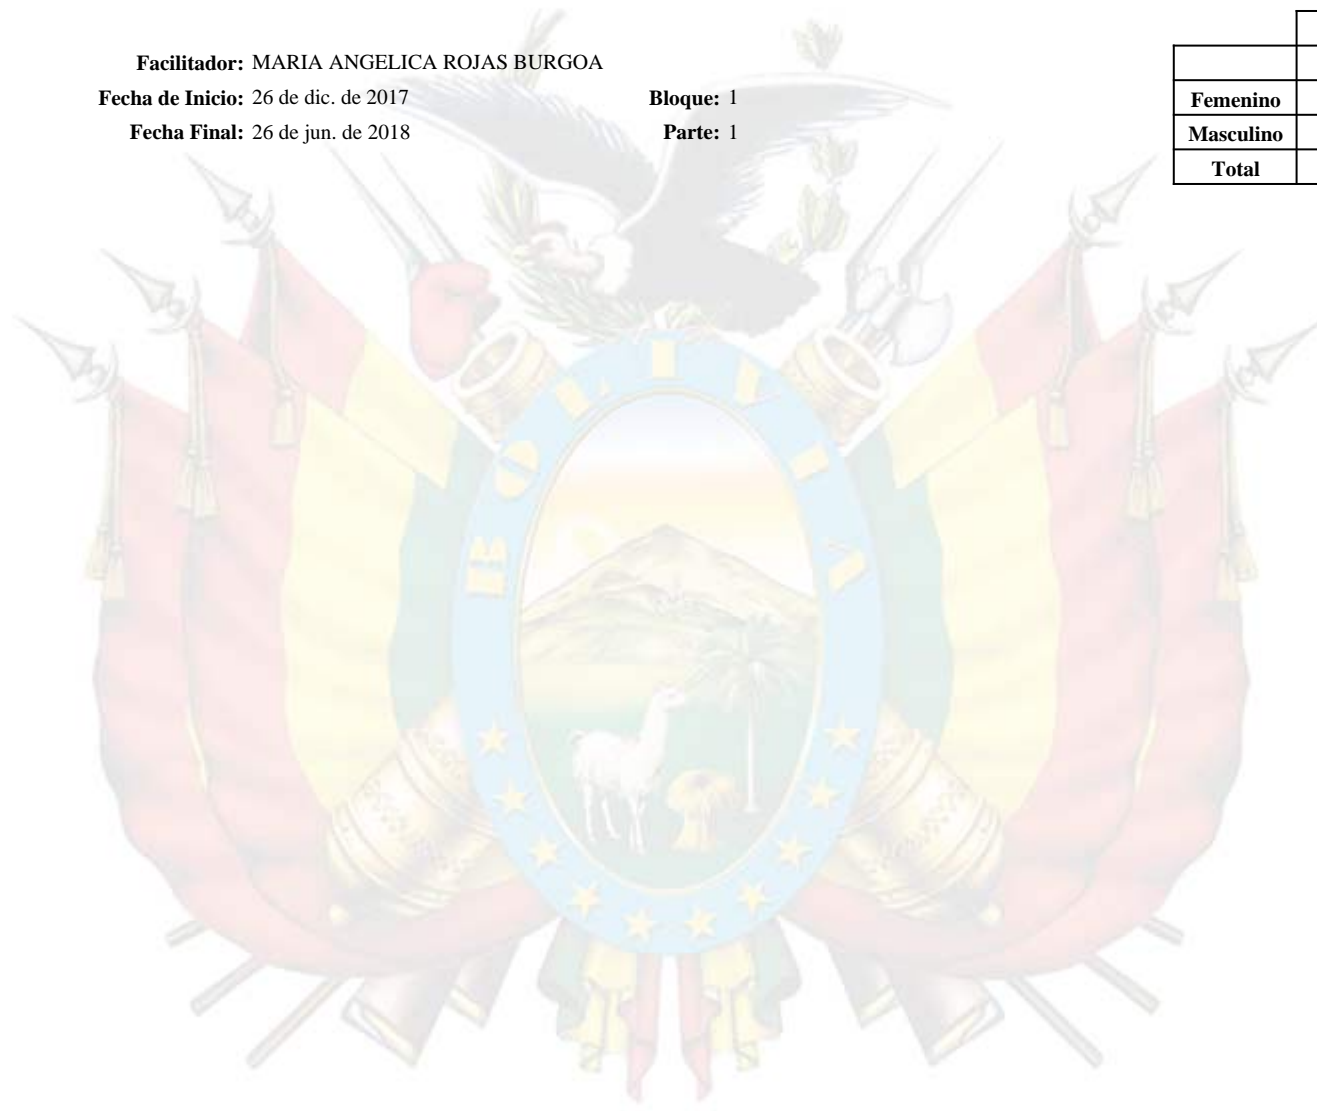 Facilitador: MARIA ANGELICA ROJAS BURGOA
Fecha de Inicio: 26 de dic. de 2017 Bloque: 1
Fecha Final: 26 de jun. de 2018 Parte: 1
Femenino
Masculino
Total
BOLIVIA